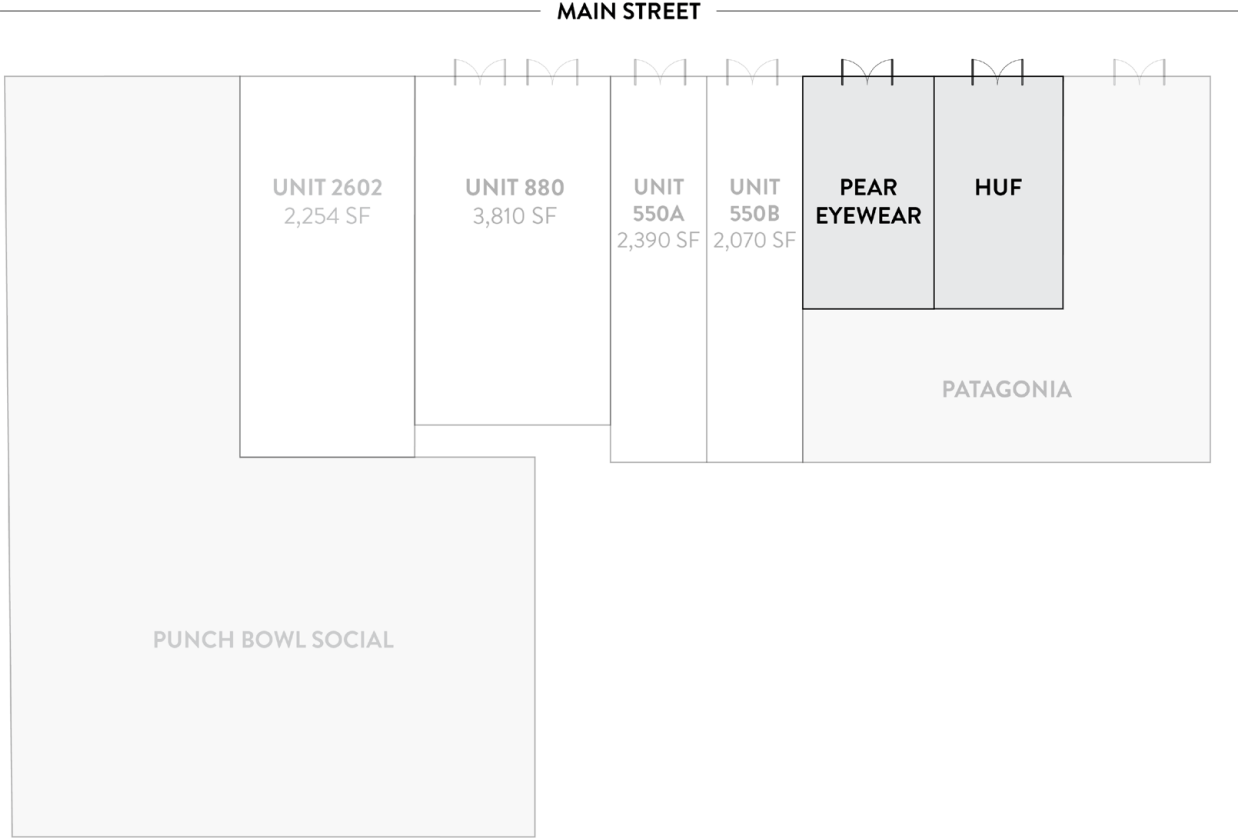 MAIN STREET
UNIT 2602
2,254 SF
UNIT 880
3,810 SF
UNIT
550A
2,390 SF
UNIT
550B
2,070 SF
PEAR
EYEWEAR
HUF
PATAGONIA
PUNCH BOWL SOCIAL